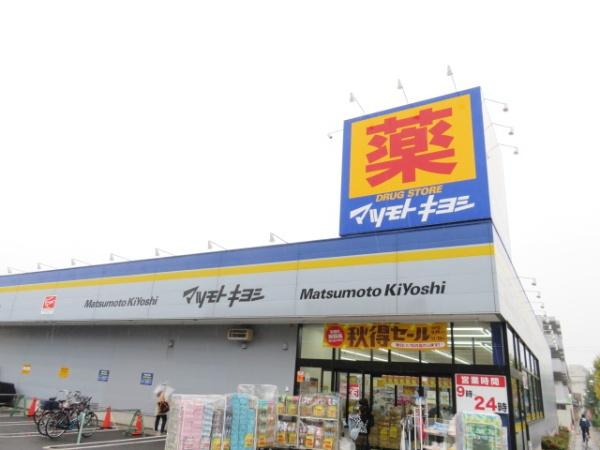 薬
DRUG STORE
マツモトキヨシ
Matsumoto KiYoshi
マツモトキヨシ
Matsumoto KiYoshi
秋得セール
営業時間
9時
24時